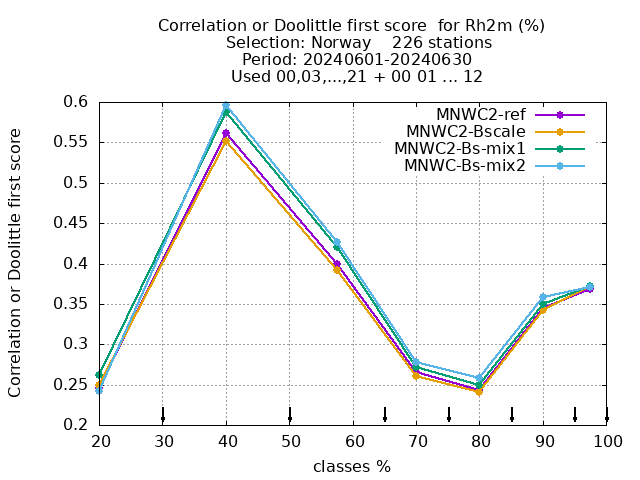 Correlation or Doolittle first score  for Rh2m (%)
Selection: Norway    226 stations
Period: 20240601-20240630
Used 00,03,...,21 + 00 01 ... 12
MNWC2-ref
MNWC2-Bscale
MNWC2-Bs-mix1
MNWC-Bs-mix2
Correlation or Doolittle first score
0.6
0.55
0.5
0.45
0.4
0.35
0.3
0.25
0.2
20 30 40 50 60 70 80 90 100
classes %